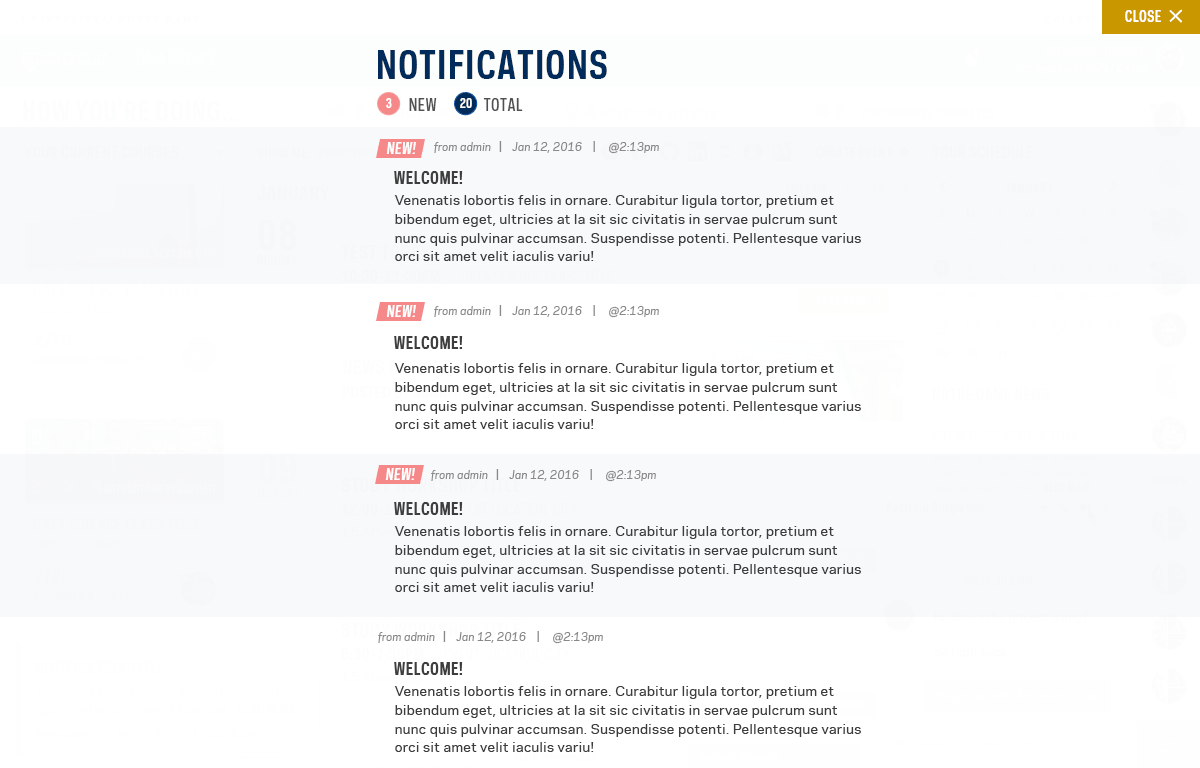 CLOSE
NOTIFICATIONS
3 NEW 20 TOTAL
NEW! from admin | Jan 12, 2016 | @2:13pm
WELCOME!
Venenatis lobortis felis in ornare. Curabitur ligula tortor, pretium et
bibendum eget, ultricies at la sit sic civitatis in servae pulcrum sunt
nunc quis pulvinar accumsan. Suspendisse potenti. Pellentesque varius
orci sit amet velit iaculis variu!
NEW! from admin | Jan 12, 2016 | @2:13pm
WELCOME!
Venenatis lobortis felis in ornare. Curabitur ligula tortor, pretium et
bibendum eget, ultricies at la sit sic civitatis in servae pulcrum sunt
nunc quis pulvinar accumsan. Suspendisse potenti. Pellentesque varius
orci sit amet velit iaculis variu!
NEW! from admin | Jan 12, 2016 | @2:13pm
WELCOME!
Venenatis lobortis felis in ornare. Curabitur ligula tortor, pretium et
bibendum eget, ultricies at la sit sic civitatis in servae pulcrum sunt
nunc quis pulvinar accumsan. Suspendisse potenti. Pellentesque varius
orci sit amet velit iaculis variu!
from admin | Jan 12, 2016 | @2:13pm
WELCOME!
Venenatis lobortis felis in ornare. Curabitur ligula tortor, pretium et
bibendum eget, ultricies at la sit sic civitatis in servae pulcrum sunt
nunc quis pulvinar accumsan. Suspendisse potenti. Pellentesque varius
orci sit amet velit iaculis variu!